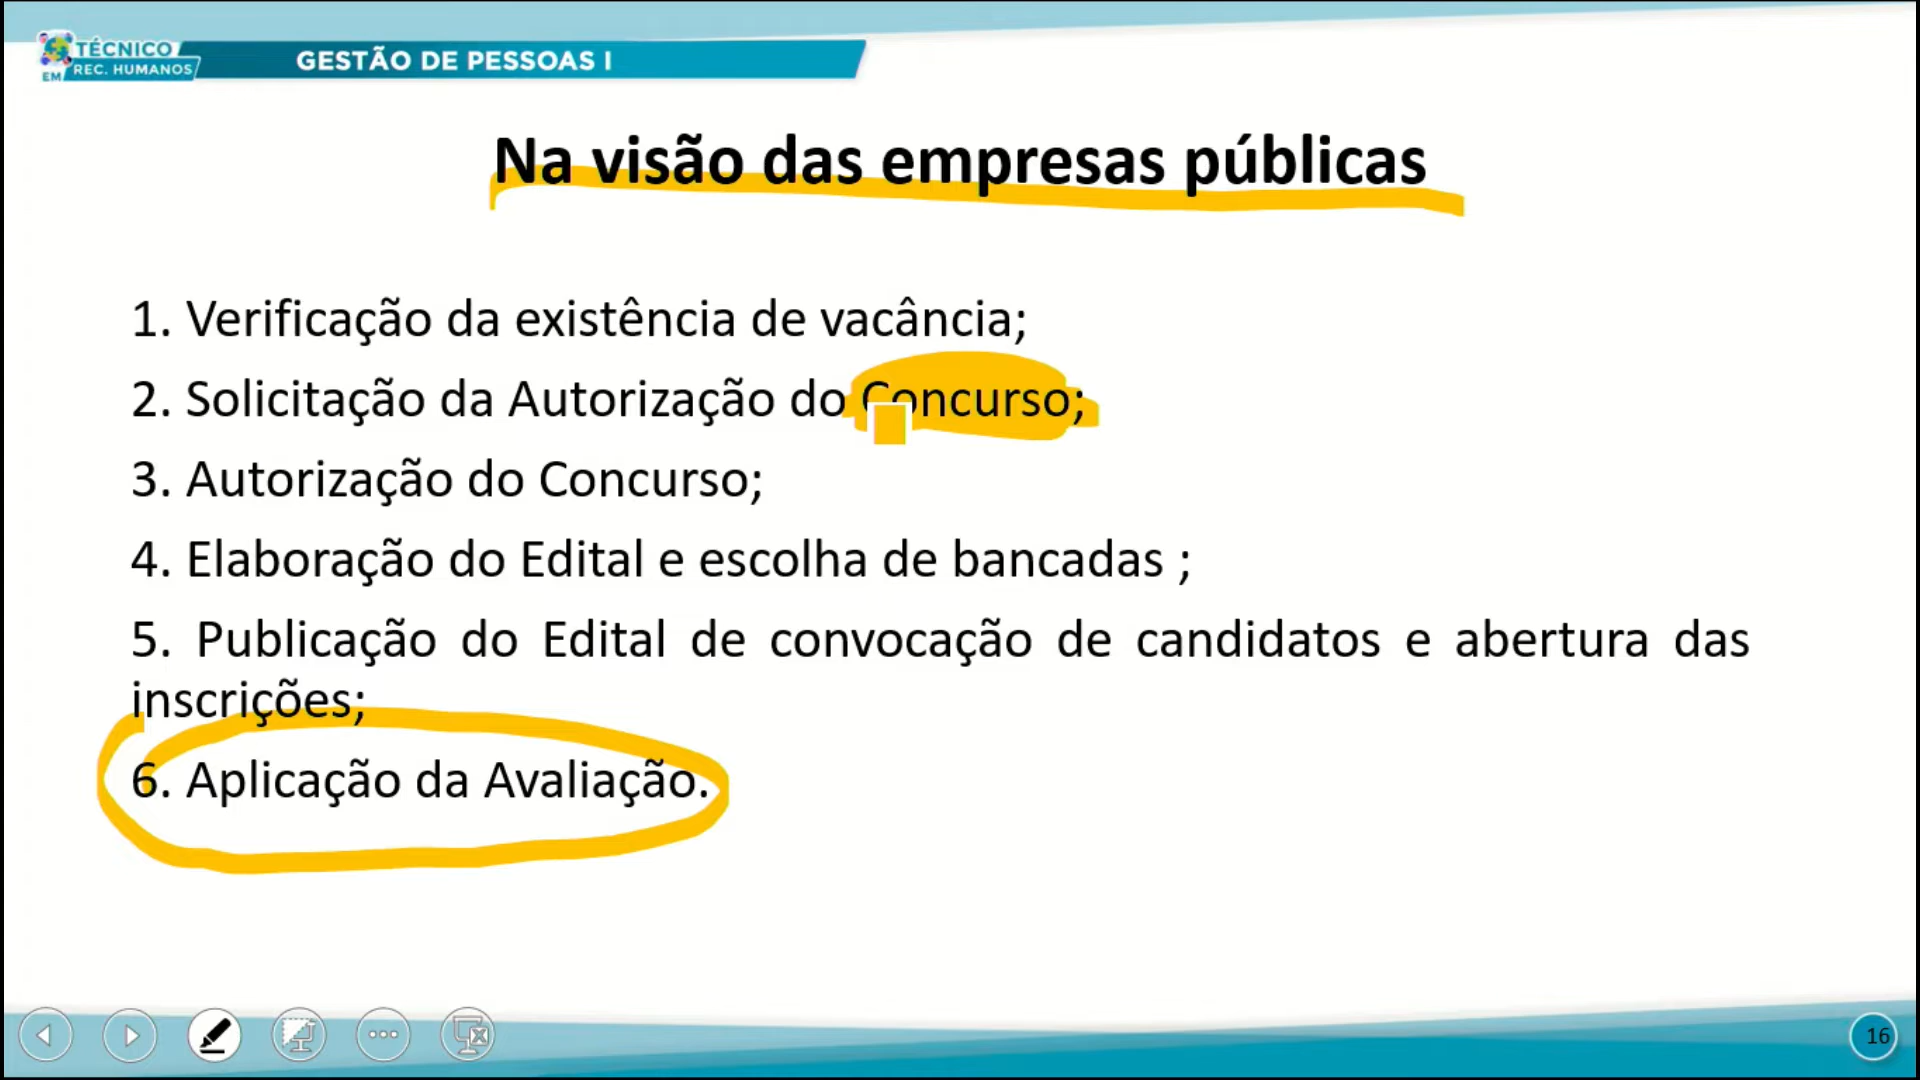 TÉCNICO
EM REC. HUMANOS
GESTÃO DE PESSOAS I
Na visão das empresas públicas
1. Verificação da existência de vacância;
2. Solicitação da Autorização do Concurso;
3. Autorização do Concurso;
4. Elaboração do Edital e escolha de bancadas ;
5. Publicação do Edital de convocação de candidatos e abertura das
inscrições;
6. Aplicação da Avaliação.
16